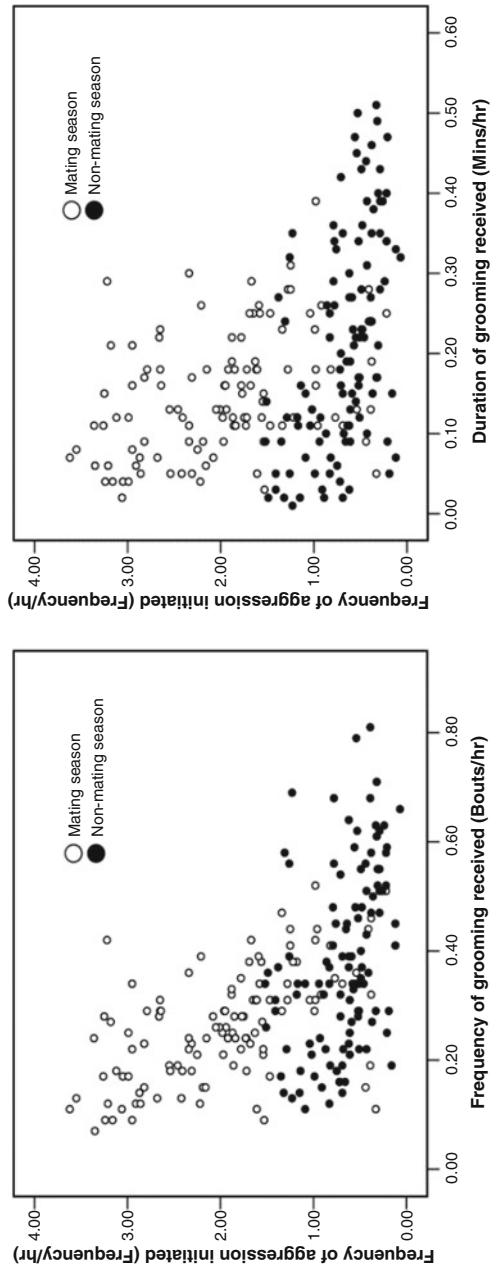 4.00
3.00
2.00
1.00
0.00
Frequency of aggression initiated (Frequency/hr)
Mating season
Non-mating season
0.00 0.20 0.40 0.60 0.80
Frequency of grooming received (Bouts/hr)
4.00
3.00
2.00
1.00
0.00
Frequency of aggression initiated (Frequency/hr)
Mating season
Non-mating season
0.00 0.10 0.20 0.30 0.40 0.50 0.60
Duration of grooming received (Mins/hr)